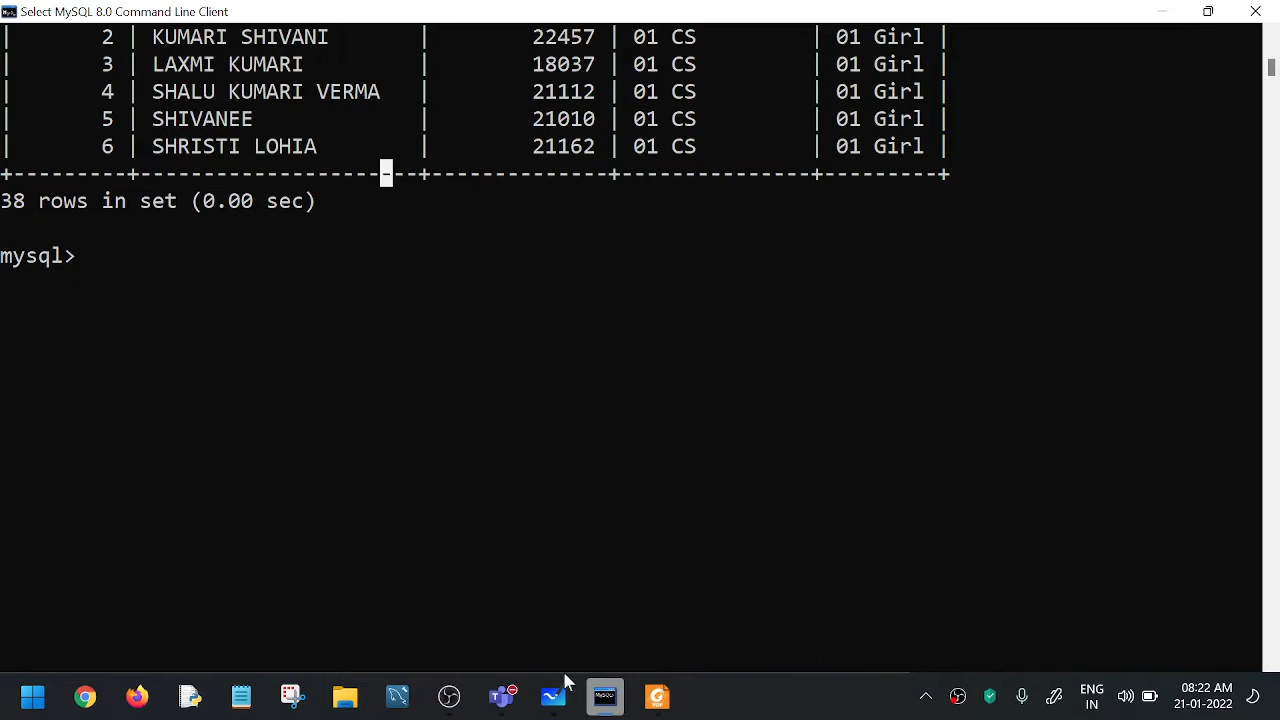 Select MySQL 8.0 Command Line Client
| 2 | KUMARI SHIVANI | 22457 | 01 CS | 01 Girl |
| 3 | LAXMI KUMARI | 18037 | 01 CS | 01 Girl |
| 4 | SHALU KUMARI VERMA | 21112 | 01 CS | 01 Girl |
| 5 | SHIVANEE | 21010 | 01 CS | 01 Girl |
| 6 | SHRISTI LOHIA | 21162 | 01 CS | 01 Girl |
+---------+----------------------+--------------+---------------+---------+
38 rows in set (0.00 sec)
mysql>
MySQL
PDF
ENG
IN
08:22 AM
21-01-2022